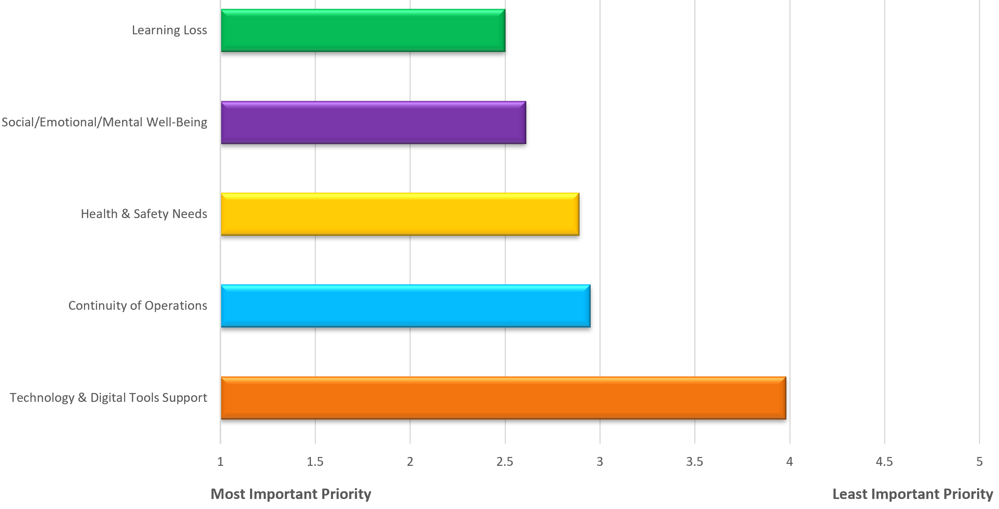 Learning Loss
Social/Emotional/Mental Well-Being
Health & Safety Needs
Continuity of Operations
Technology & Digital Tools Support
1 1.5 2 2.5 3 3.5 4 4.5 5
Most Important Priority Least Important Priority